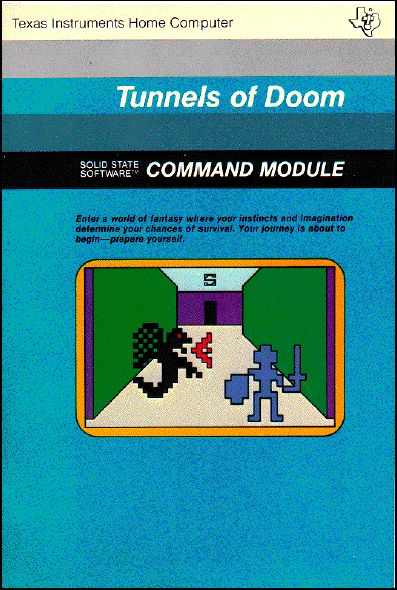 Texas Instruments Home Computer
Tunnels of Doom
SOLID STATE
SOFTWARE™ COMMAND MODULE
Enter a world of fantasy where your instincts and imagination
determine your chances of survival. Your journey is about to
begin—prepare yourself.
S